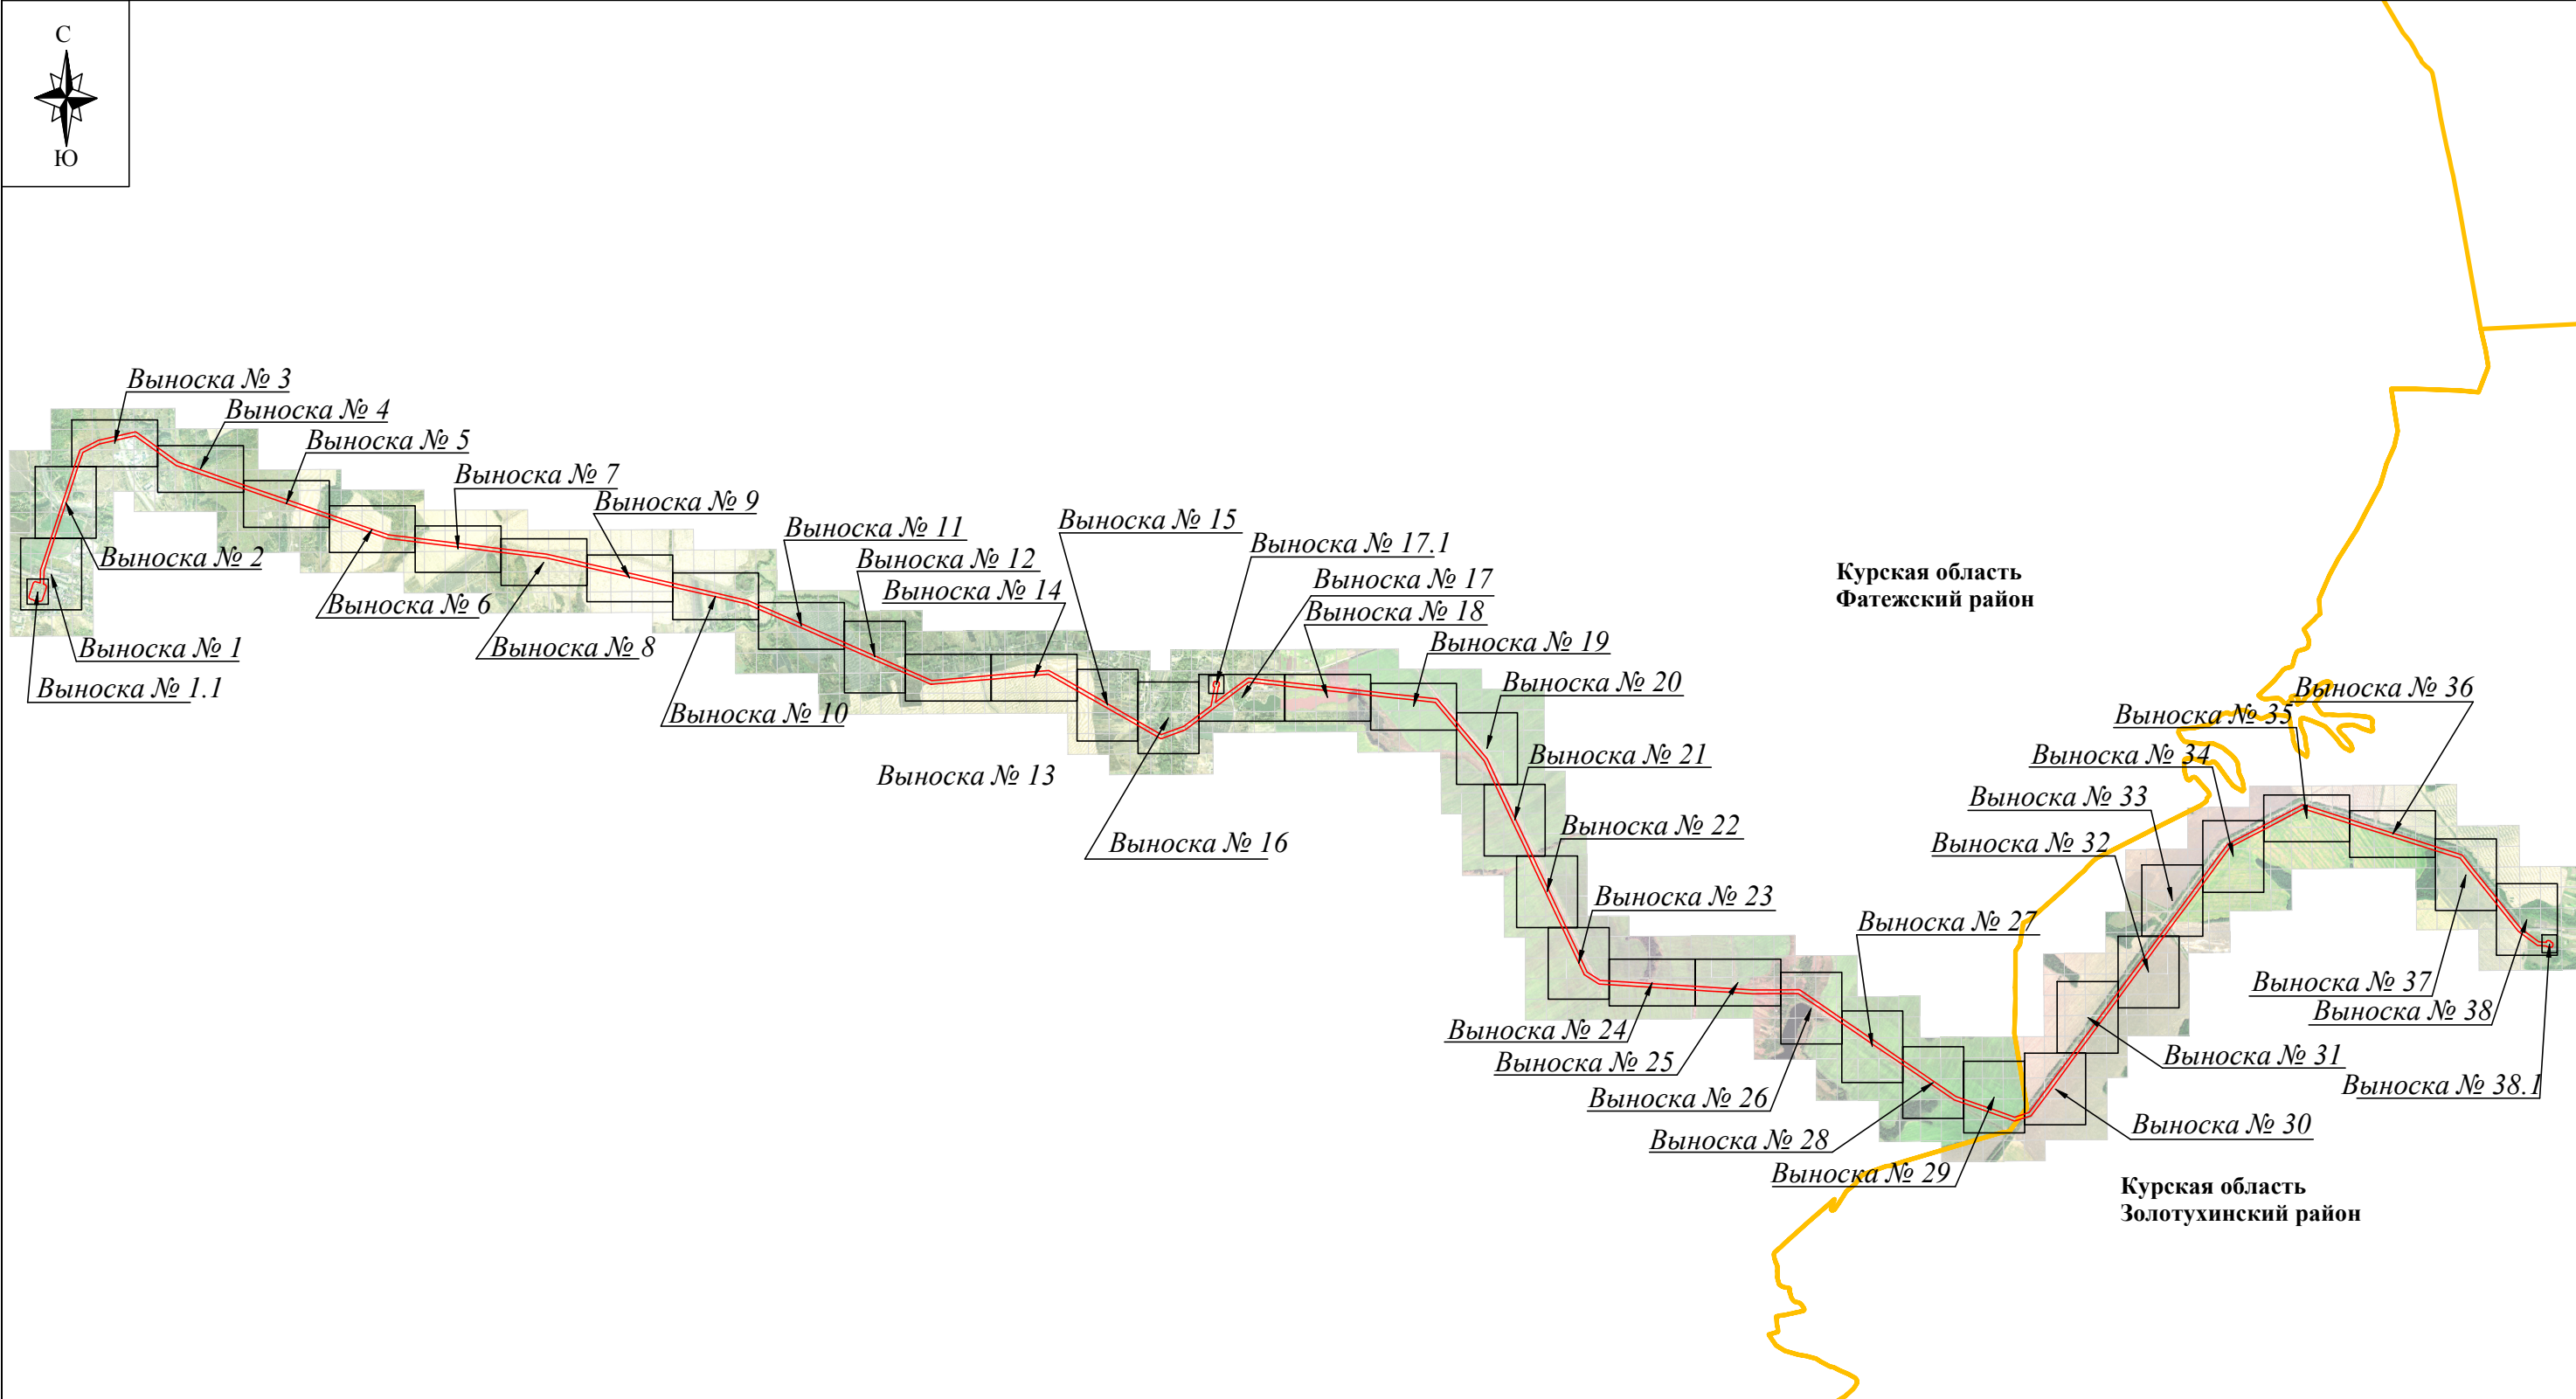 С
Ю
Выноска № 3
Выноска № 4
Выноска № 5
Выноска № 7
Выноска № 9
Выноска № 2
Выноска № 6
Выноска № 8
Выноска № 1
Выноска № 1.1
Выноска № 10
Выноска № 11
Выноска № 12
Выноска № 14
Выноска № 15
Выноска № 17.1
Выноска № 17
Выноска № 18
Выноска № 19
Выноска № 20
Выноска № 21
Выноска № 13
Выноска № 16
Выноска № 22
Выноска № 23
Выноска № 24
Выноска № 25
Выноска № 26
Выноска № 27
Выноска № 28
Выноска № 29
Курская область
Фатежский район
Выноска № 36
Выноска № 35
Выноска № 34
Выноска № 33
Выноска № 32
Выноска № 37
Выноска № 38
Выноска № 31
Выноска № 38.1
Выноска № 30
Курская область
Золотухинский район